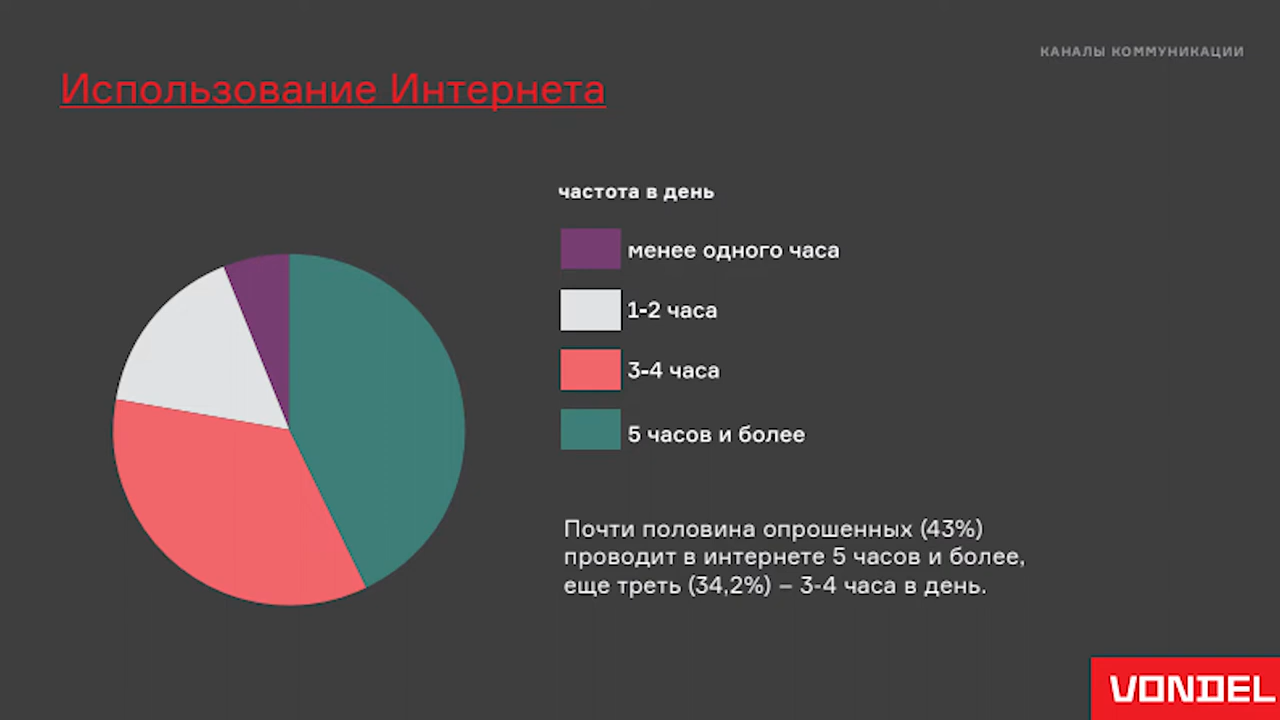 КАНАЛЫ КОММУНИКАЦИИ
Использование Интернета
частота в день
менее одного часа
1-2 часа
3-4 часа
5 часов и более
Почти половина опрошенных (43%)
проводит в интернете 5 часов и более,
еще треть (34,2%) – 3-4 часа в день.
VONDEL